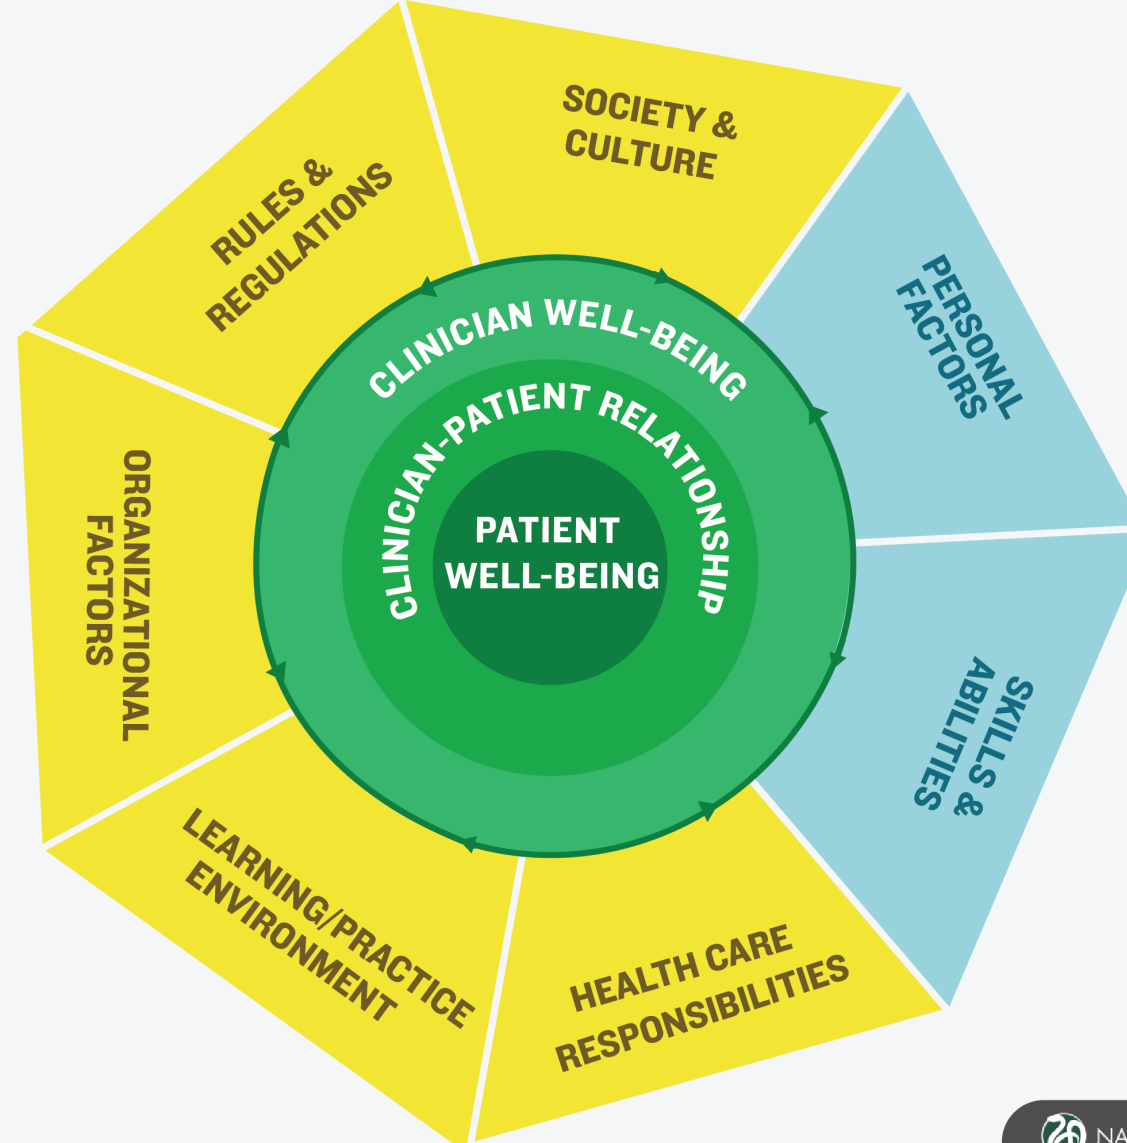 SOCIETY &
CULTURE
RULES &
REGULATIONS
PERSONAL
FACTORS
CLINICIAN WELL-BEING
CLINICIAN-PATIENT RELATIONSHIP
PATIENT
WELL-BEING
ORGANIZATIONAL
FACTORS
SKILLS &
ABILITIES
LEARNING/PRACTICE
ENVIRONMENT
HEALTH CARE
RESPONSIBILITIES